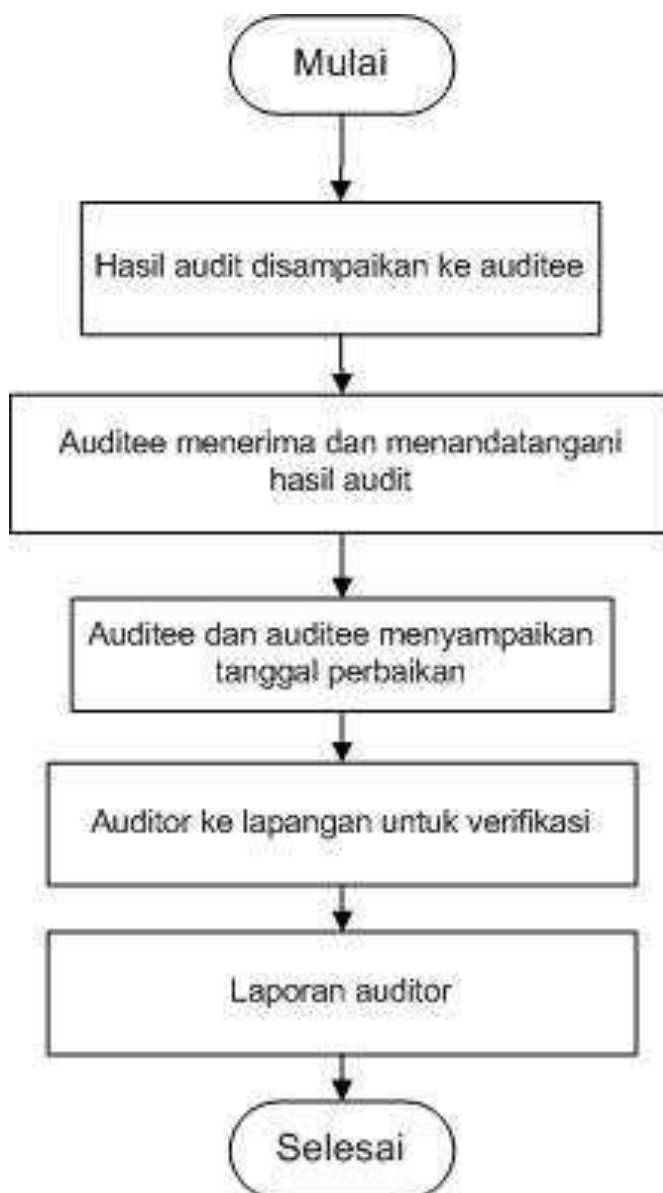 Mulai
Hasil audit disampaikan ke auditee
Auditee menerima dan menandatangani
hasil audit
Auditee dan auditee menyampaikan
tanggal perbaikan
Auditor ke lapangan untuk verifikasi
Laporan auditor
Selesai